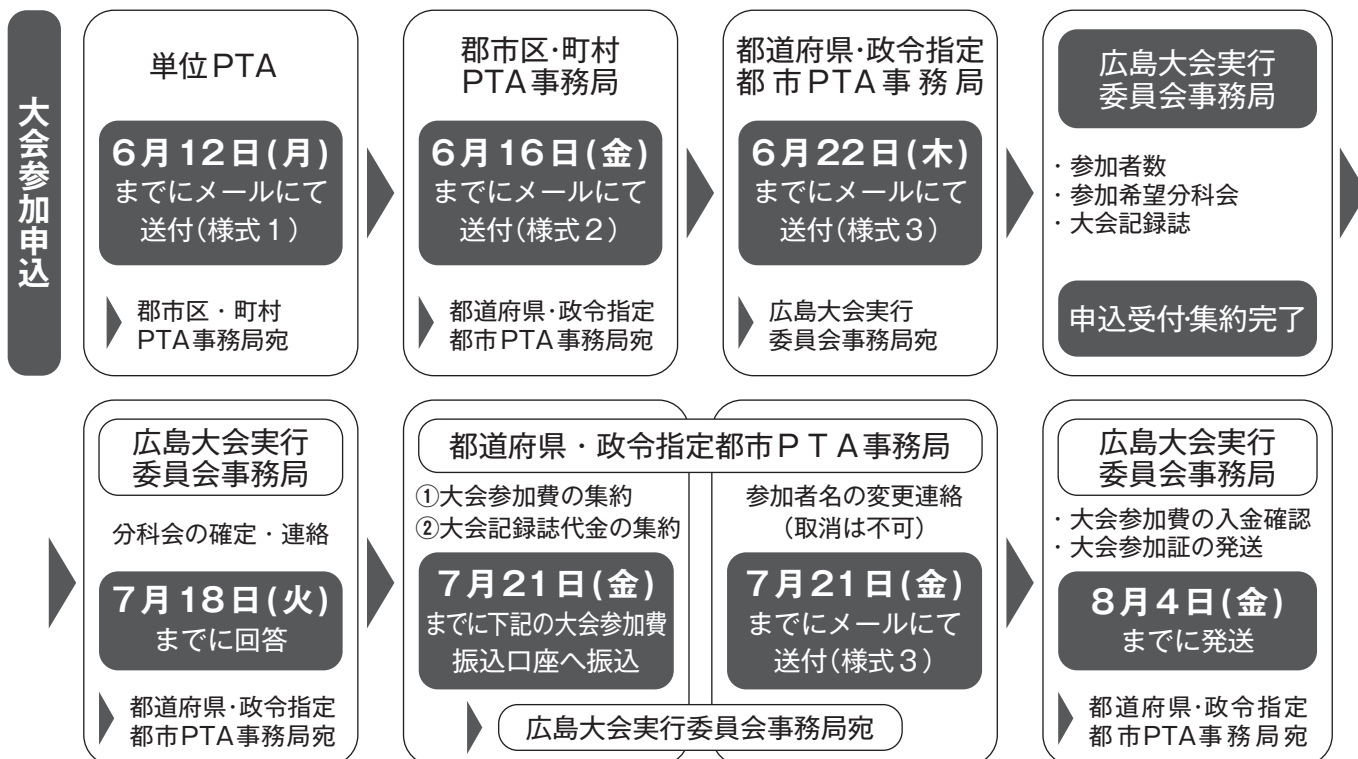 大会参加申込
単位PTA
6月12日(月)
までにメールにて
送付(様式1)
郡市区・町村
PTA事務局宛
郡市区・町村
PTA事務局
6月16日(金)
までにメールにて
送付(様式2)
都道府県・政令指定
都市PTA事務局宛
都道府県・政令指定
都市PTA事務局
6月22日(木)
までにメールにて
送付(様式3)
広島大会実行
委員会事務局宛
広島大会実行
委員会事務局
・参加者数
・参加希望分科会
・大会記録誌
申込受付・集約完了
広島大会実行
委員会事務局
分科会の確定・連絡
7月18日(火)
までに回答
都道府県・政令指定
都市PTA事務局宛
都道府県・政令指定都市PTA事務局
①大会参加費の集約
②大会記録誌代金の集約
7月21日(金)
までに下記の大会参加費
振込口座へ振込
参加者名の変更連絡
(取消は不可)
7月21日(金)
までにメールにて
送付(様式3)
広島大会実行委員会事務局宛
広島大会実行
委員会事務局
・大会参加費の入金確認
・大会参加証の発送
8月4日(金)
までに発送
都道府県・政令指定
都市PTA事務局宛